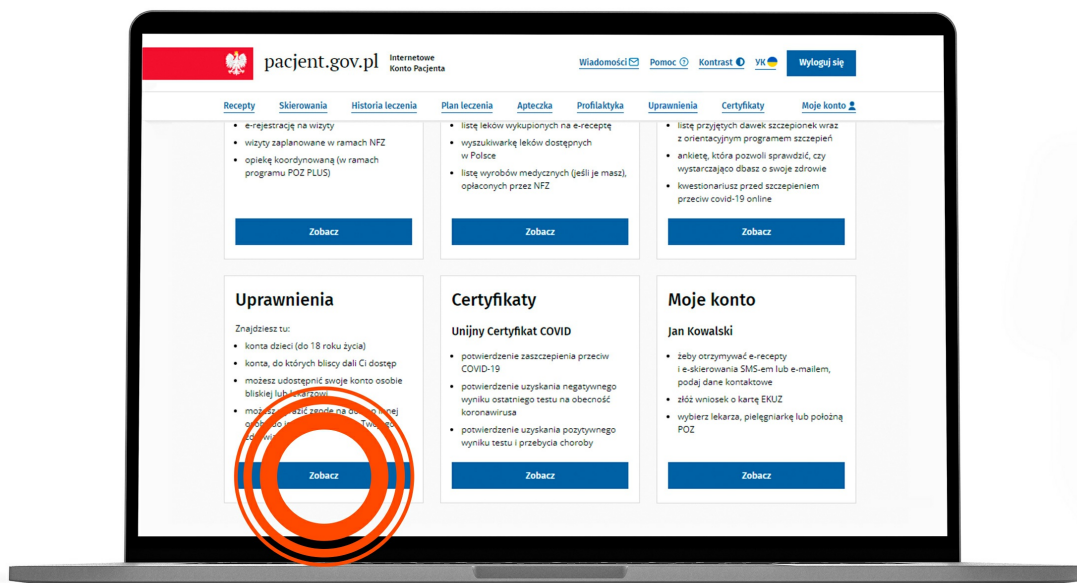 pacjent.gov.pl Internetowe Konto Pacjenta Wiadomości Pomoc Kontrast УК Wyloguj się
Recepty Skierowania Historia leczenia Plan leczenia Apteczka Profilaktyka Uprawnienia Certyfikaty Moje konto
e-rejestrację na wizyty
wizyty zaplanowane w ramach NFZ
opiekę koordynowaną (w ramach
programu POZ PLUS)
Zobacz
listę leków wykupionych na e-receptę
wyszukiwarkę leków dostępnych
w Polsce
listę wyrobów medycznych (jeśli je masz),
opłaconych przez NFZ
Zobacz
listę przyjętych dawek szczepionek wraz
z orientacyjnym programem szczepień
ankietę, która pozwoli sprawdzić, czy
wystarczająco dbasz o swoje zdrowie
kwestionariusz przed szczepieniem
przeciw covid-19 online
Zobacz
Uprawnienia
Znajdziesz tu:
konta dzieci (do 18 roku życia)
konta, do których bliscy dali Ci dostęp
możesz udostępnić swoje konto osobie
bliskiej lub lekarzowi
zgodę na
Zobacz
Certyfikaty
Unijny Certyfikat COVID
potwierdzenie zaszczepienia przeciw
COVID-19
potwierdzenie uzyskania negatywnego
wyniku ostatniego testu na obecność
koronawirusa
potwierdzenie uzyskania pozytywnego
wyniku testu i przebycia choroby
Zobacz
Moje konto
Jan Kowalski
żeby otrzymywać e-recepty
i e-skierowania SMS-em lub e-mailem,
podaj dane kontaktowe
złóż wniosek o kartę EKUZ
wybierz lekarza, pielęgniarkę lub położną
POZ
Zobacz